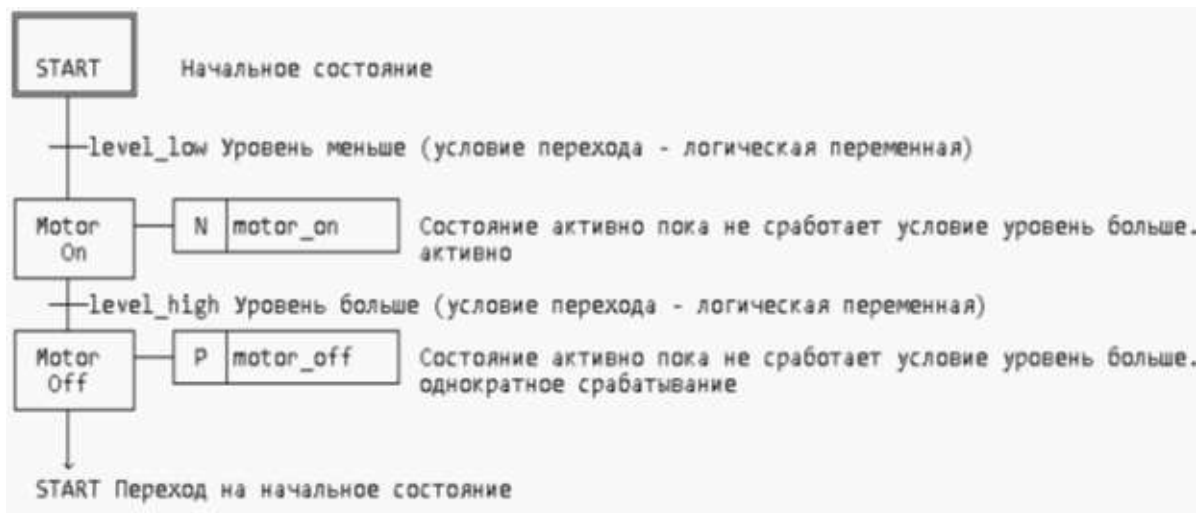 START Начальное состояние
level_low Уровень меньше (условие перехода - логическая переменная)
Motor On N motor_on Состояние активно пока не сработает условие уровень больше.
активно
level_high Уровень больше (условие перехода - логическая переменная)
Motor Off P motor_off Состояние активно пока не сработает условие уровень больше.
однократное срабатывание
START Переход на начальное состояние